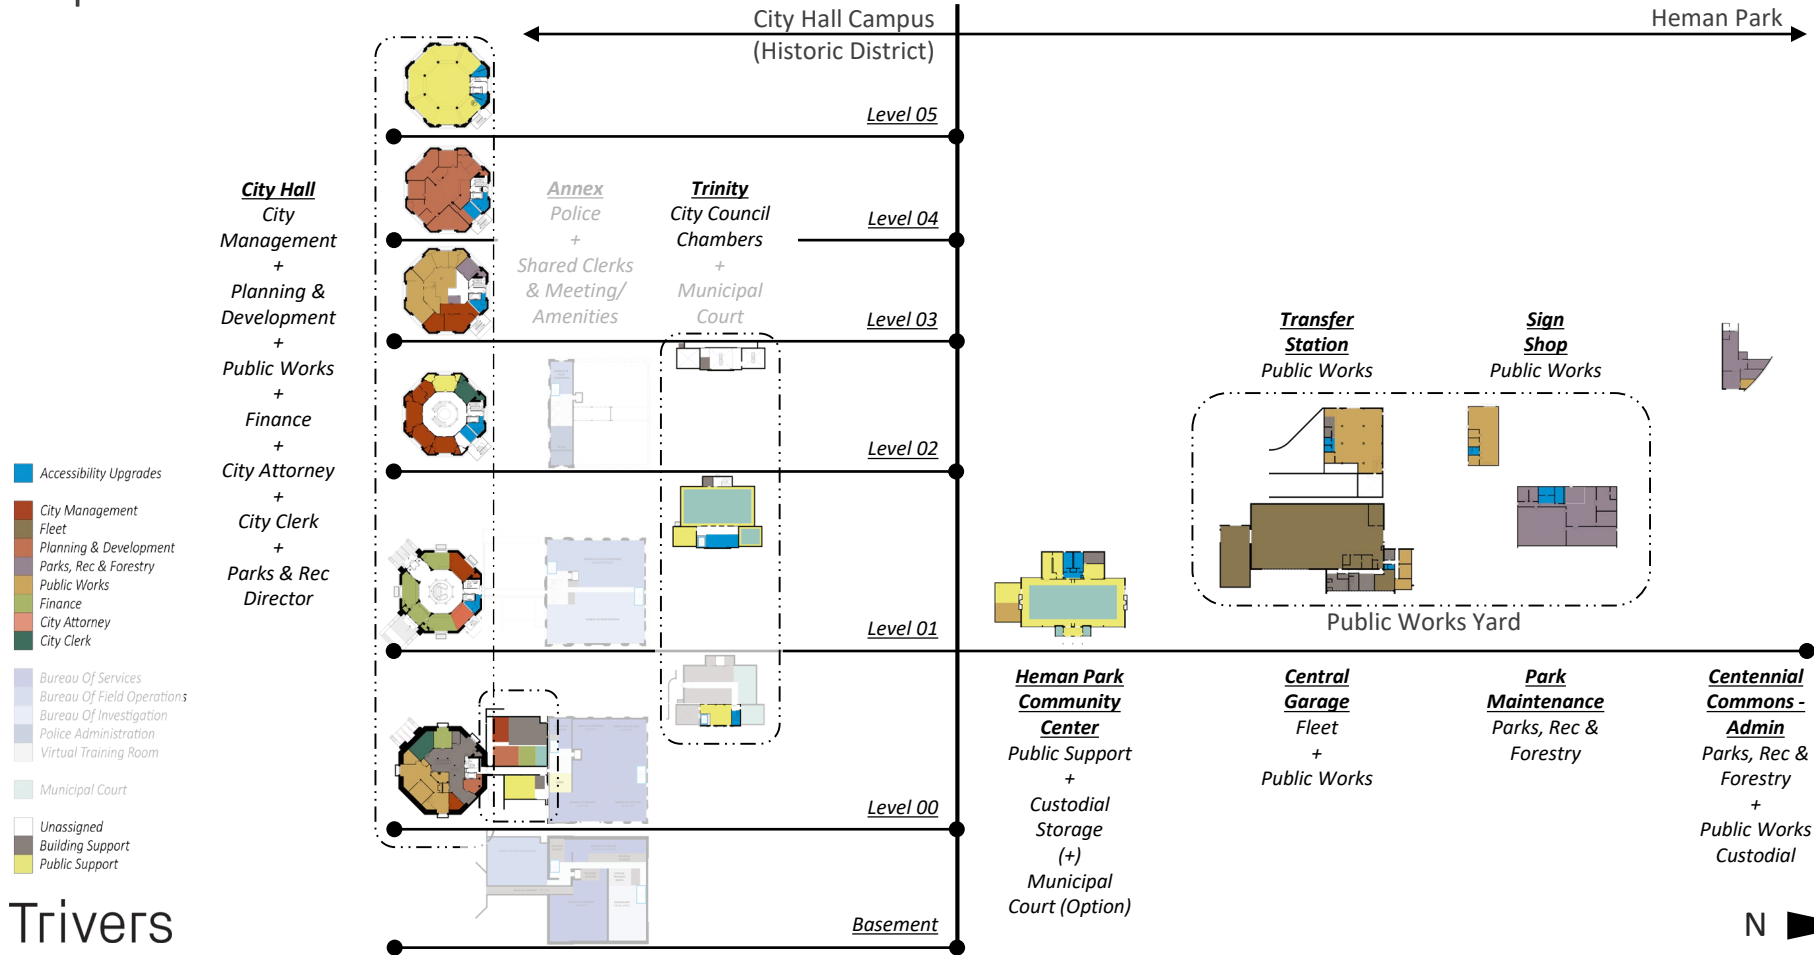 City Hall Campus
(Historic District)
Heman Park
Level 05
Level 04
Level 03
Level 02
Level 01
Level 00
Basement
City Hall
City
Management
+
Planning &
Development
+
Public Works
+
Finance
+
City Attorney
+
City Clerk
+
Parks & Rec
Director
Annex
Police
+
Shared Clerks
& Meeting/
Amenities
Trinity
City Council
Chambers
+
Municipal
Court
Transfer
Station
Public Works
Sign
Shop
Public Works
Public Works Yard
Heman Park
Community
Center
Public Support
+
Custodial
Storage
(+)
Municipal
Court (Option)
Central
Garage
Fleet
+
Public Works
Park
Maintenance
Parks, Rec &
Forestry
Centennial
Commons -
Admin
Parks, Rec &
Forestry
+
Public Works
Custodial
Accessibility Upgrades
City Management
Fleet
Planning & Development
Parks, Rec & Forestry
Public Works
Finance
City Attorney
City Clerk
Bureau Of Services
Bureau Of Field Operations
Bureau Of Investigation
Police Administration
Virtual Training Room
Municipal Court
Unassigned
Building Support
Public Support
Trivers
N